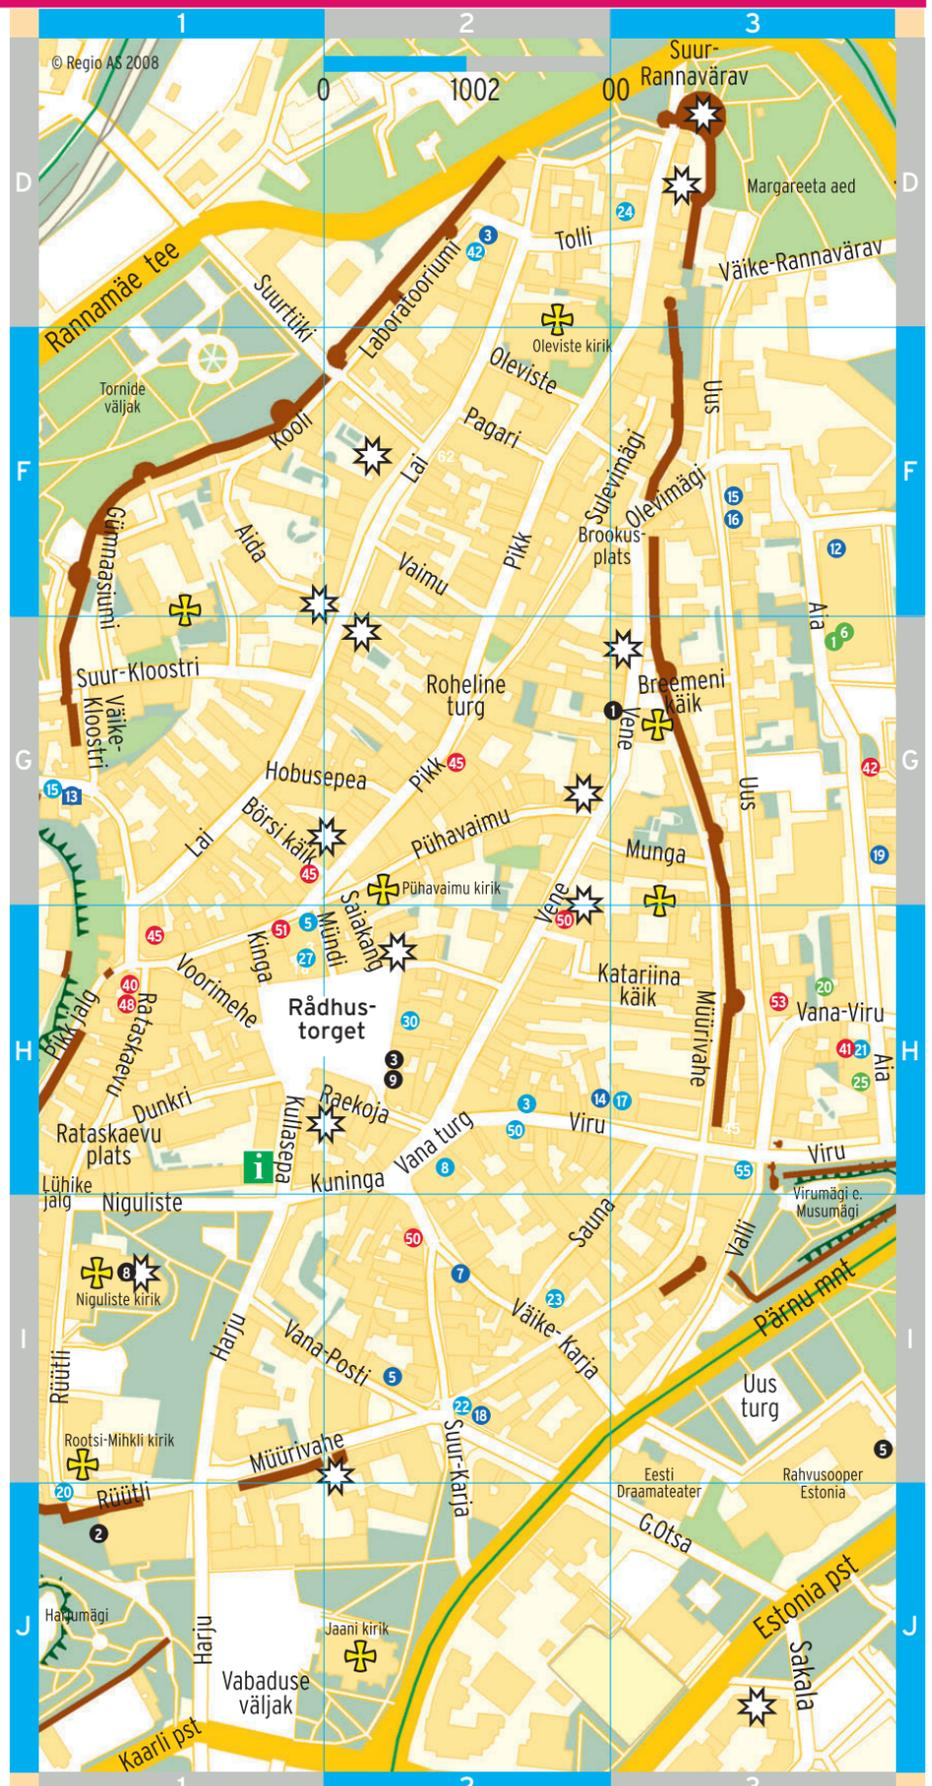 1
2
3
© Regio AS 2008
0
1002
00
Suur-
Rannavärav
D
D
Margareeta aed
24
3
42
Tolli
Väike-Rannavärav
Rannamäe tee
Suurtüki
Laboratooriumi
Oleviste kirik
Oleviste
Tornide
väljak
Uus
Kooli
Pagari
Lai
62
Sulevimägi
Olevimägi
7
F
F
15
16
Gümnaasiumi
Aida
Vaimu
Pikk
Brookus-
plats
12
Aia
6
1
Suur-Kloostri
Väike-
Kloostri
Roheline
turg
Breemeni
käik
1
Vene
G
G
Hobusepea
Pikk
45
42
15
13
Uus
Börsi käik
Lai
Pühavaimu
Munga
19
45
Pühavaimu kirik
Vene
50
Saiakang
Mündi
5
51
45
Kinga
27
Voorimehe
Katariina
käik
40
48
Rataskaevu
Pikk jalg
Rådhus-
torget
30
Müürivahe
53
20
Vana-Viru
H
H
3
9
41
21
Aia
25
Dunkri
Raekoja
3
14
17
Kullasepa
Vana turg
50
Viru
45
Rataskaevu
plats
8
55
Viru
i
Kuninga
Lühike
jalg
Niguliste
Virumägi e.
Musumägi
Sauna
50
Valli
8
Niguliste kirik
7
Pärnu mnt
23
Harju
Väike-Karja
I
I
Rüütli
Vana-Posti
5
Uus
turg
22
18
Rootsi-Mihkli kirik
Müürivahe
Suur-Karja
5
Eesti
Draamateater
Rahvusooper
Estonia
20
Rüütli
2
G.Otsa
Estonia pst
Harjumägi
J
J
Harju
Jaani kirik
Sakala
Vabaduse
väljak
Kaarli pst
1
2
3